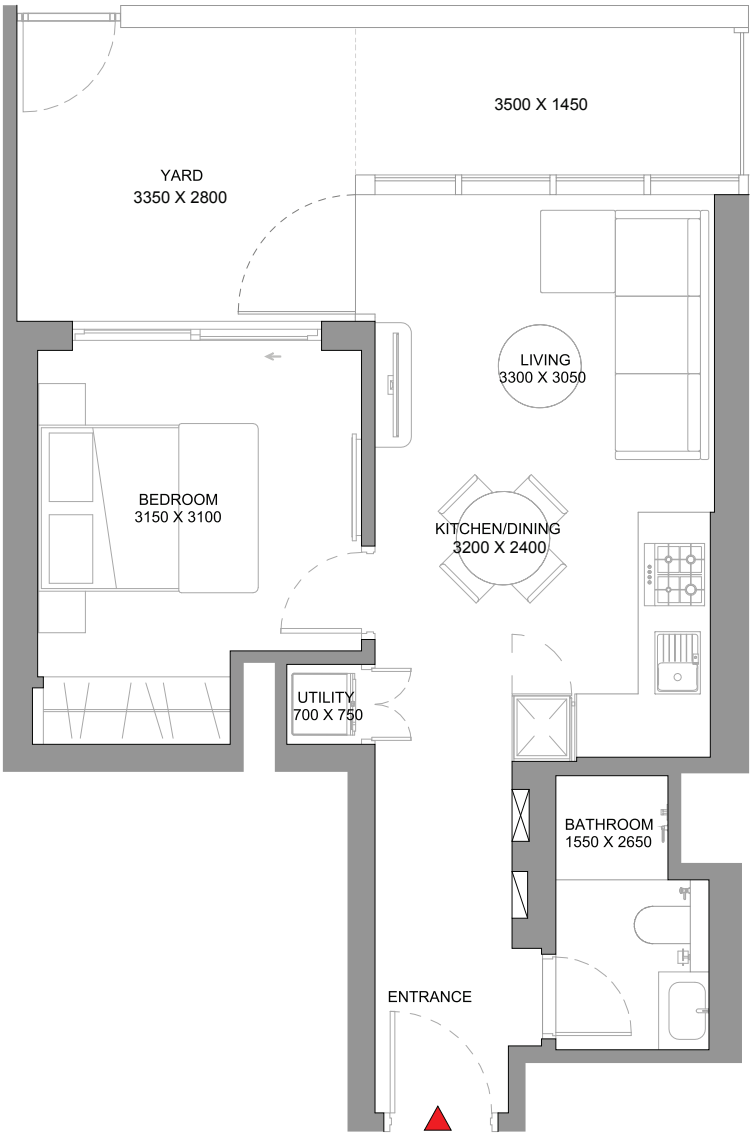 3500 X 1450
YARD
3350 X 2800
LIVING
3300 X 3050
BEDROOM
3150 X 3100
KITCHEN/DINING
3200 X 2400
UTILITY
700 X 750
BATHROOM
1550 X 2650
ENTRANCE